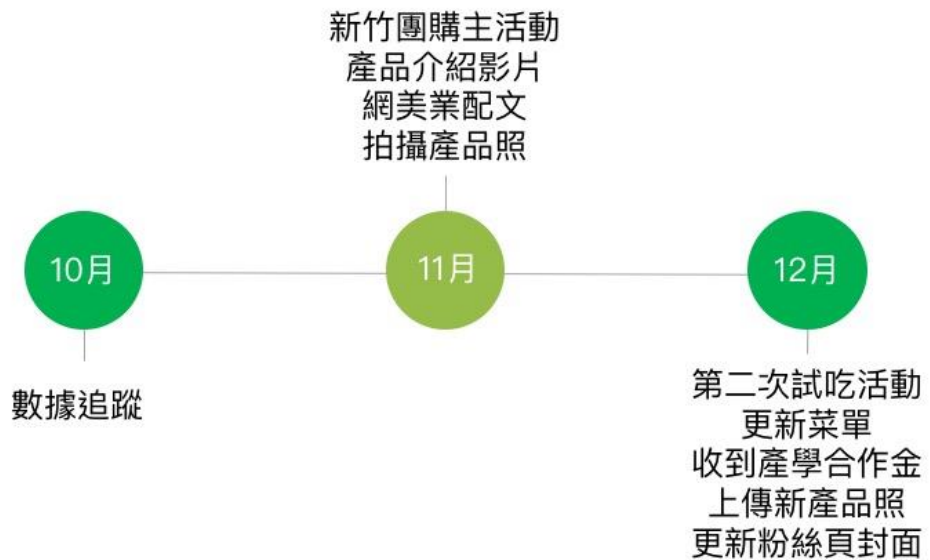 新竹團購主活動
產品介紹影片
網美業配文
拍攝產品照
10月
11月
12月
數據追蹤
第二次試吃活動
更新菜單
收到產學合作金
上傳新產品照
更新粉絲頁封面